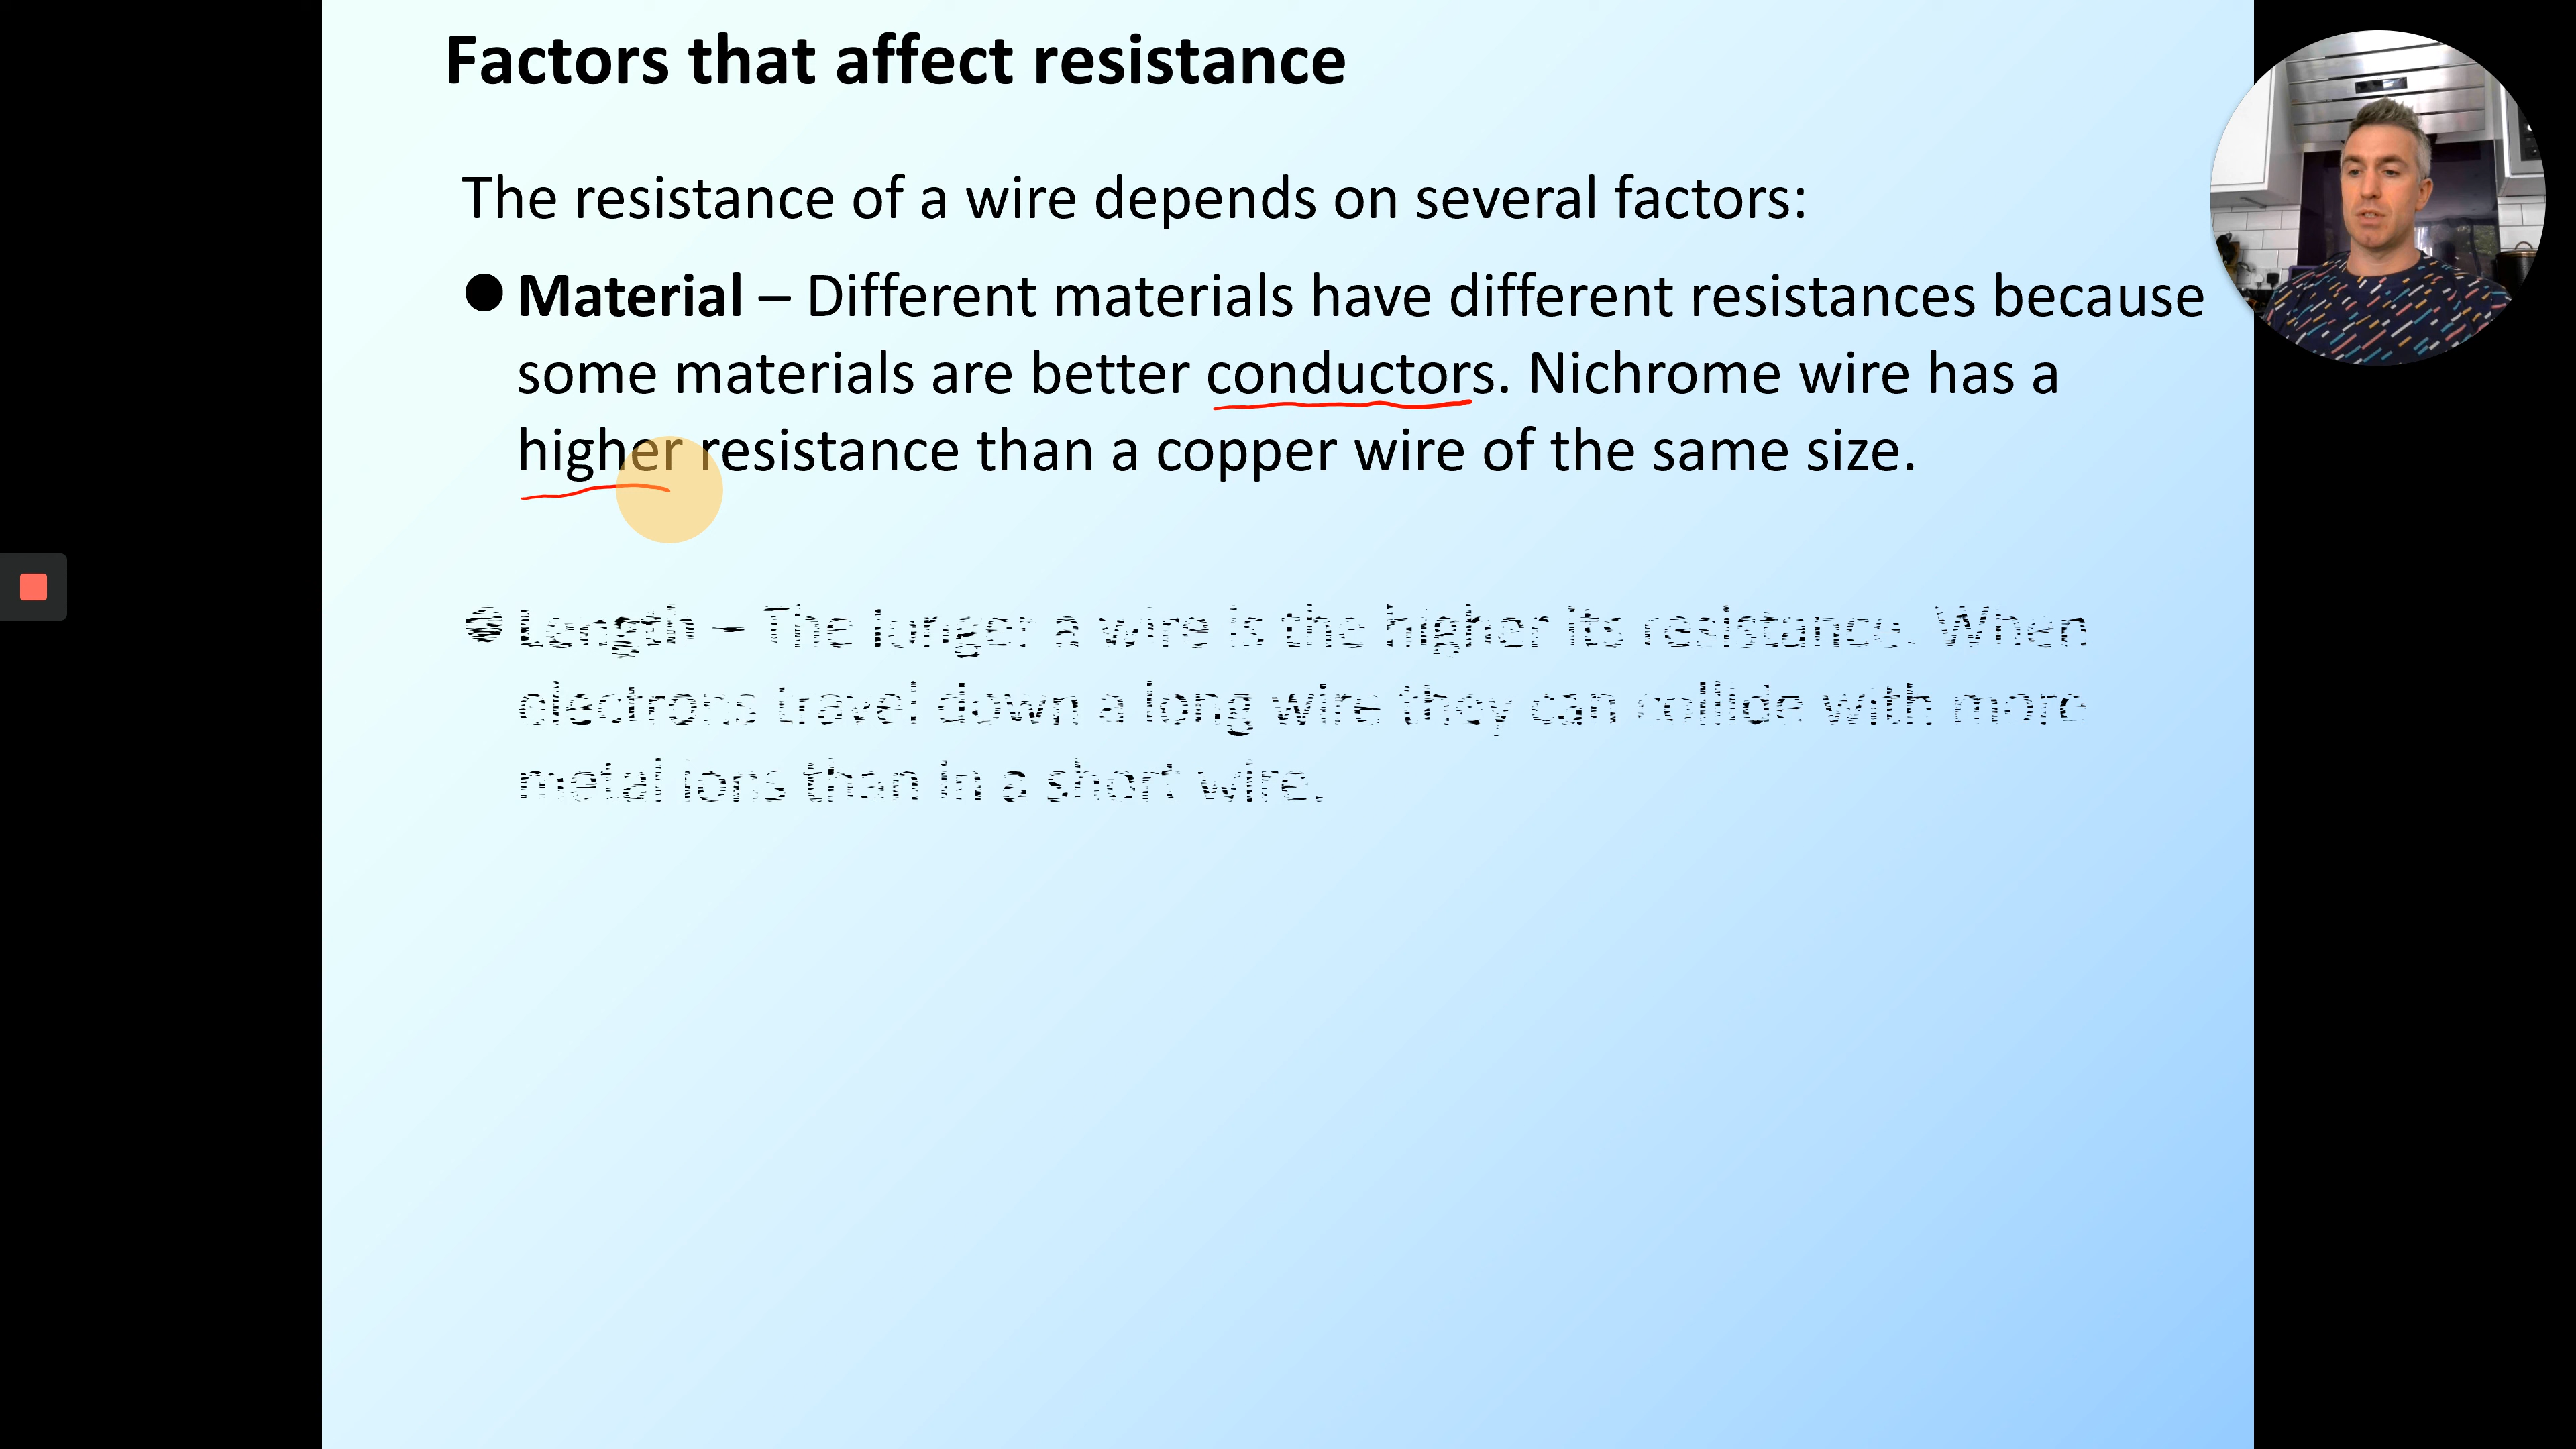 Factors that affect resistance
The resistance of a wire depends on several factors:
● Material – Different materials have different resistances because
some materials are better conductors. Nichrome wire has a
higher resistance than a copper wire of the same size.
● Length – The longer a wire is the higher its resistance. When
electrons travel down a long wire they can collide with more
metal ions than in a short wire.